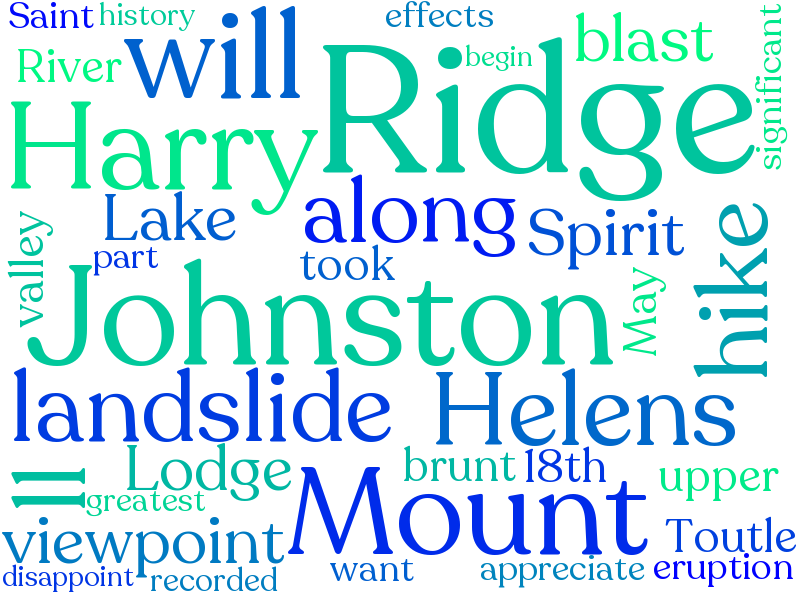 Saint history effects
River will begin blast significant
Harry Ridge
Lake along Spirit
valley part took May hike
Johnston
landslide Helens
ll Lodge brunt 18th upper
greatest Mount
viewpoint Toutle
disappoint recorded want appreciate eruption